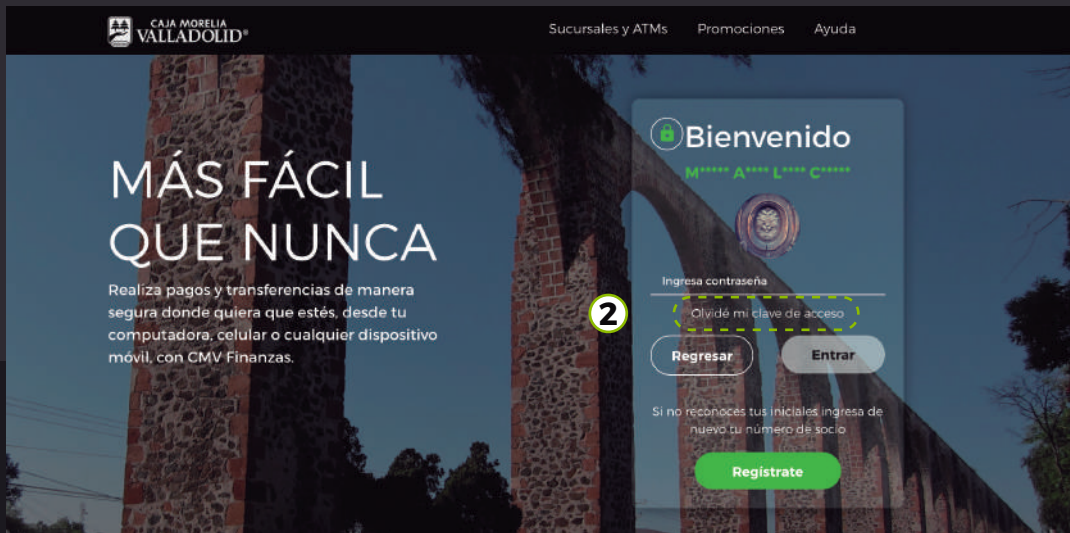 CAJA MORELIA
VALLADOLID®
Sucursales y ATMs Promociones Ayuda
MÁS FÁCIL
QUE NUNCA
Realiza pagos y transferencias de manera
segura donde quiera que estés, desde tu
computadora, celular o cualquier dispositivo
móvil, con CMV Finanzas.
Bienvenido
M***** A**** L**** C*****
Ingresa contraseña
2
Olvidé mi clave de acceso
Regresar Entrar
Si no reconoces tus iniciales ingresa de
nuevo tu número de socio
Regístrate